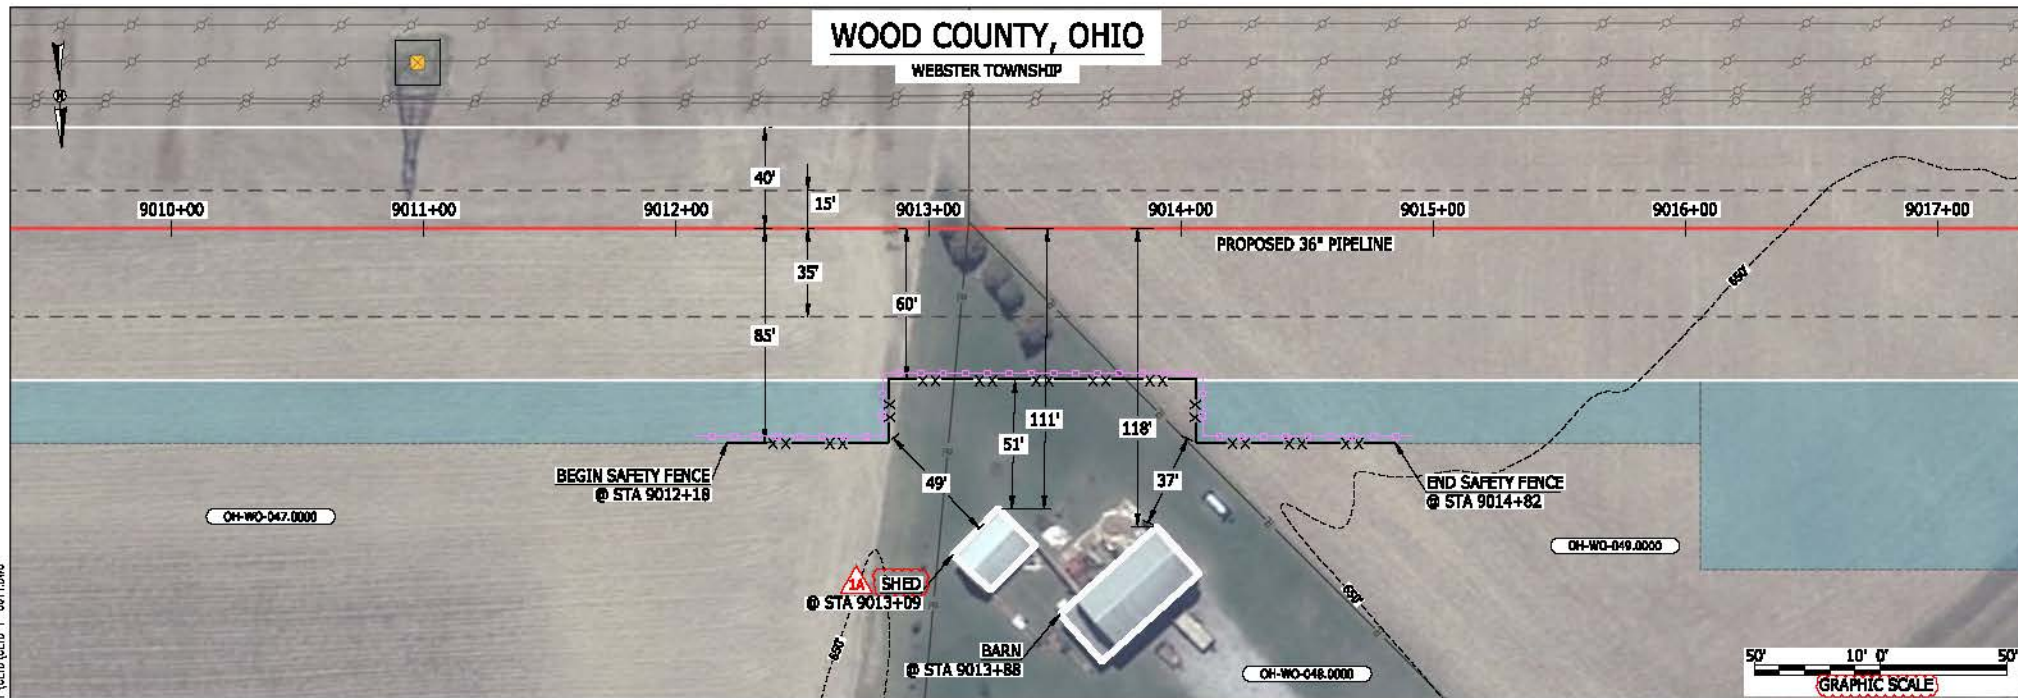 WOOD COUNTY, OHIO
WEBSTER TOWNSHIP
N
40'
15'
9010+00
9011+00
9012+00
9013+00
9014+00
9015+00
9016+00
9017+00
PROPOSED 36" PIPELINE
35'
60'
85'
650'
111'
118'
51'
49'
37'
BEGIN SAFETY FENCE
@ STA 9012+18
END SAFETY FENCE
@ STA 9014+82
OH-WO-047.0000
OH-WO-049.0000
1A
SHED
@ STA 9013+09
650'
650'
BARN
@ STA 9013+88
OH-WO-048.0000
50'
10'
0'
50'
GRAPHIC SCALE